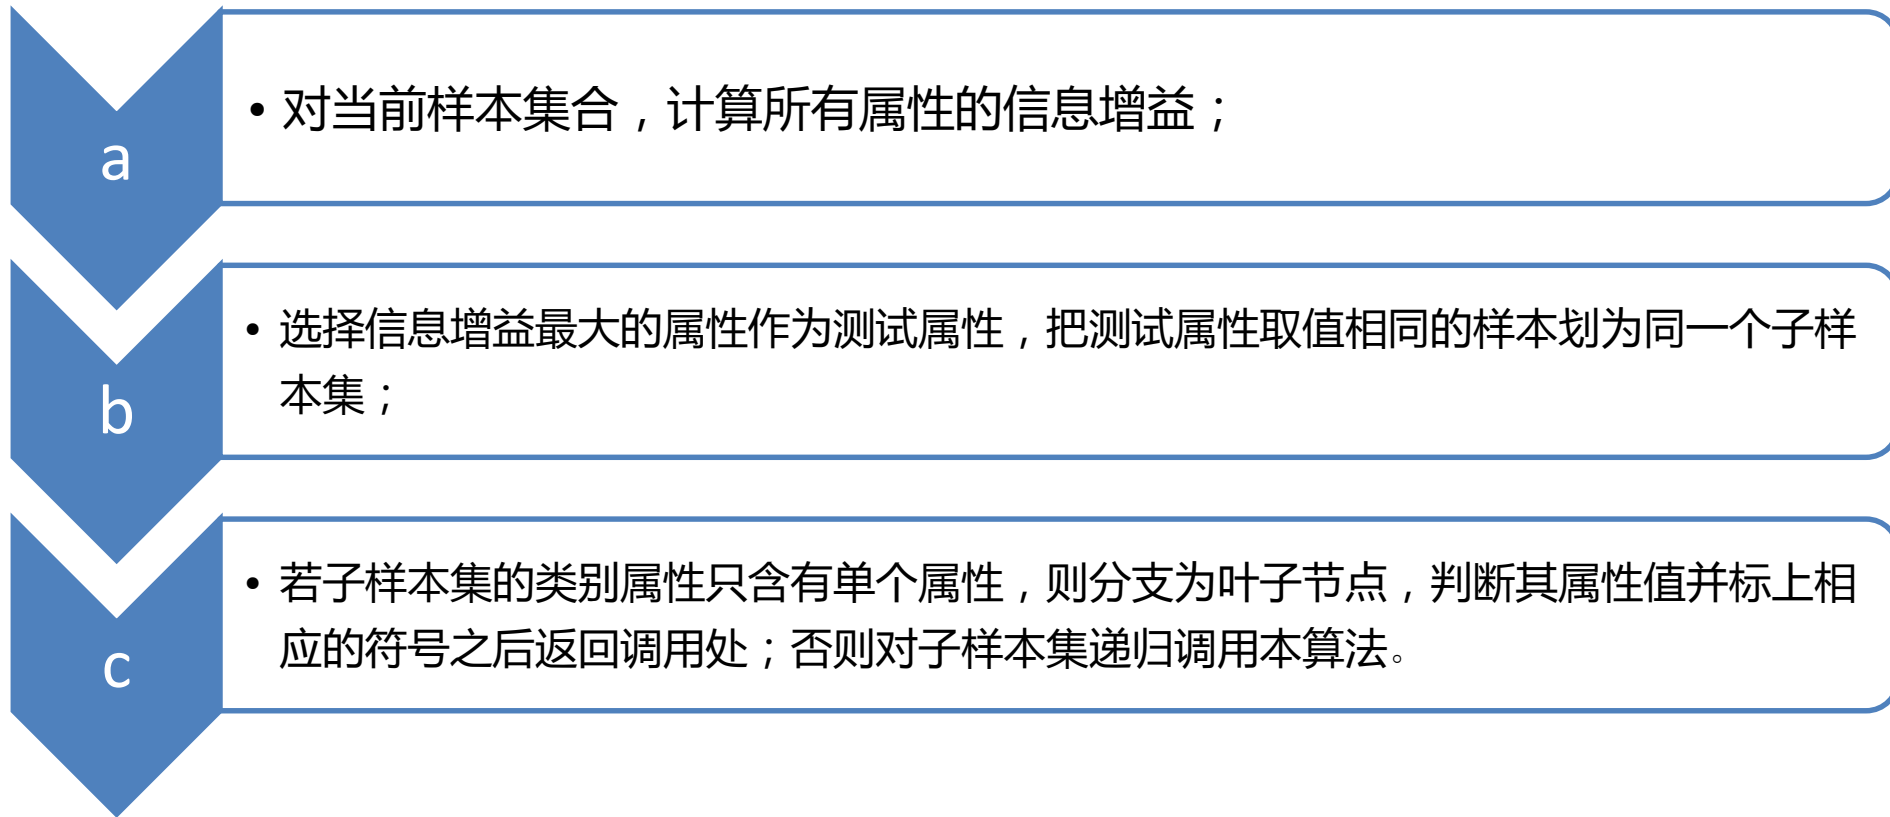 a
• 对当前样本集合，计算所有属性的信息增益；
b
• 选择信息增益最大的属性作为测试属性，把测试属性取值相同的样本划为同一个子样
本集；
c
• 若子样本集的类别属性只含有单个属性，则分支为叶子节点，判断其属性值并标上相
应的符号之后返回调用处；否则对子样本集递归调用本算法。